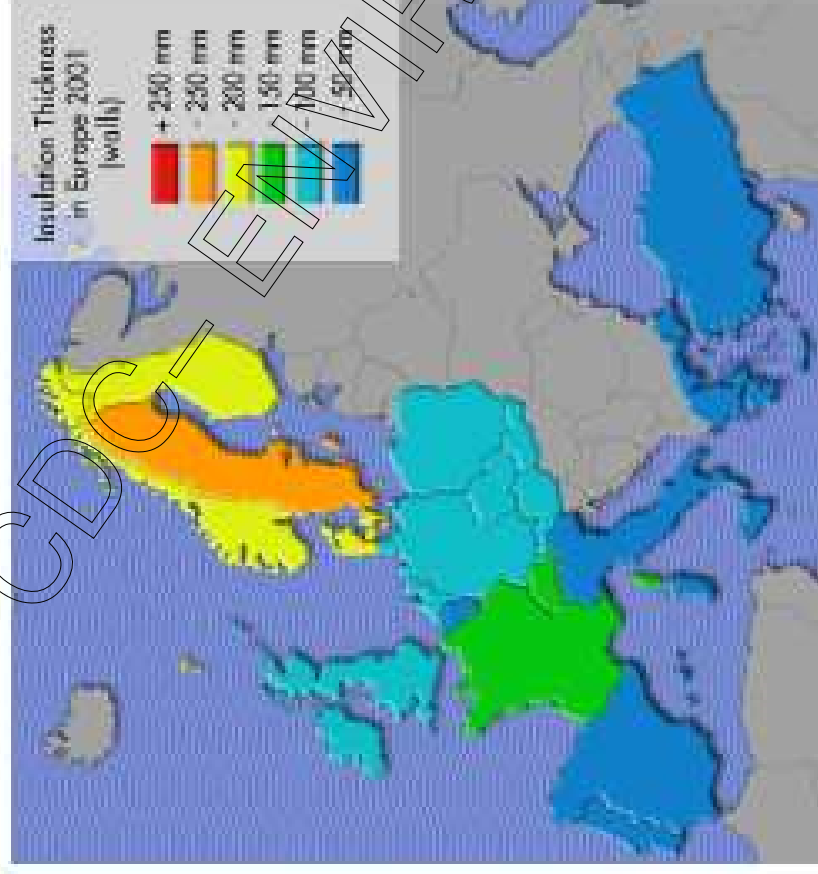 Insulation Thickness
in Europe 2001
(walls)
+ 250 mm
- 250 mm
- 200 mm
150 mm
- 100 mm
- 50 mm
CDC – ENVIR